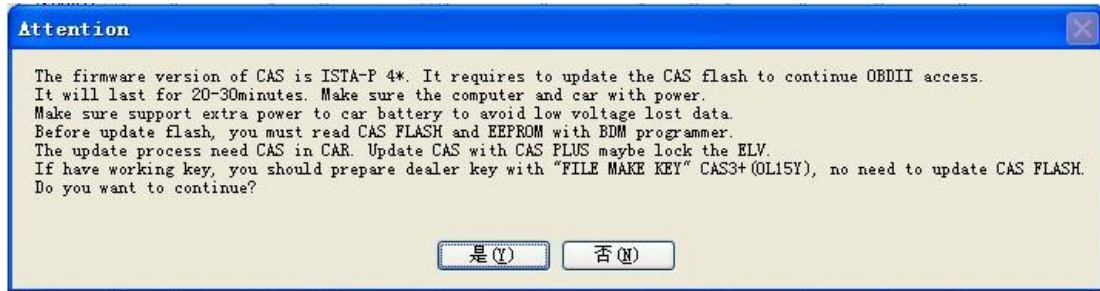 Attention
The firmware version of CAS is ISTA-P 4*. It requires to update the CAS flash to continue OBDII access.
It will last for 20-30minutes. Make sure the computer and car with power.
Make sure support extra power to car battery to avoid low voltage lost data.
Before update flash, you must read CAS FLASH and EEPROM with BDM programmer.
The update process need CAS in CAR. Update CAS with CAS PLUS maybe lock the ELV.
If have working key, you should prepare dealer key with "FILE MAKE KEY" CAS3+(0L15Y), no need to update CAS FLASH.
Do you want to continue?
是(Y) 否(N)